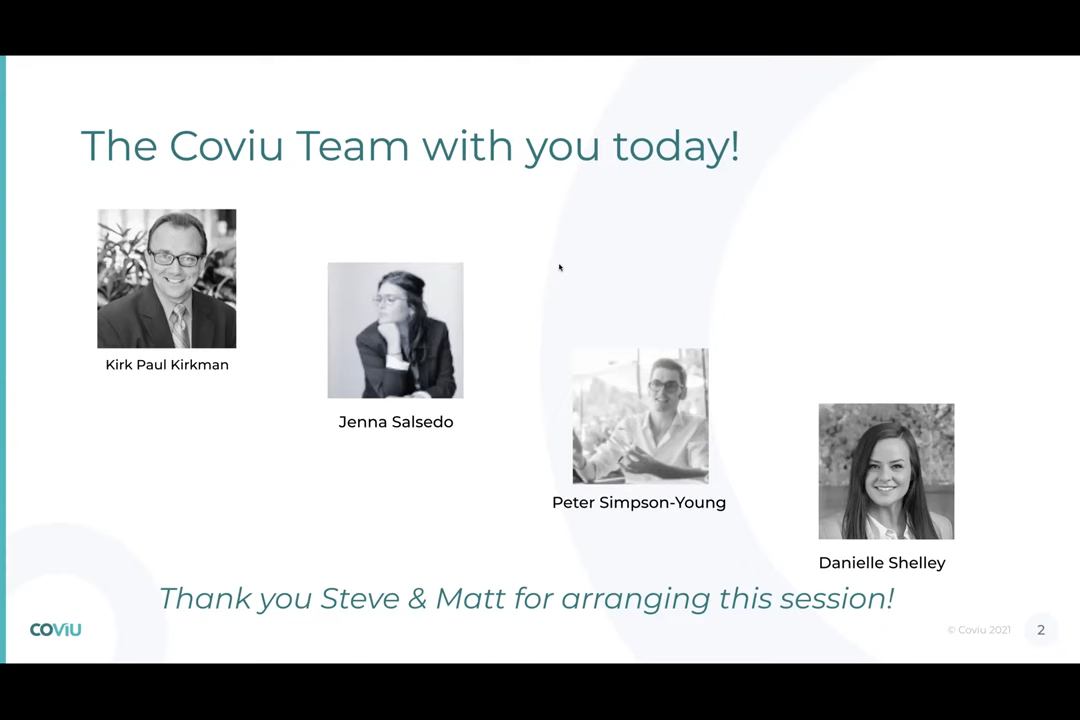 The Coviu Team with you today!
Kirk Paul Kirkman
Jenna Salsedo
Peter Simpson-Young
Danielle Shelley
Thank you Steve & Matt for arranging this session!
COViU
© Coviu 2021
2